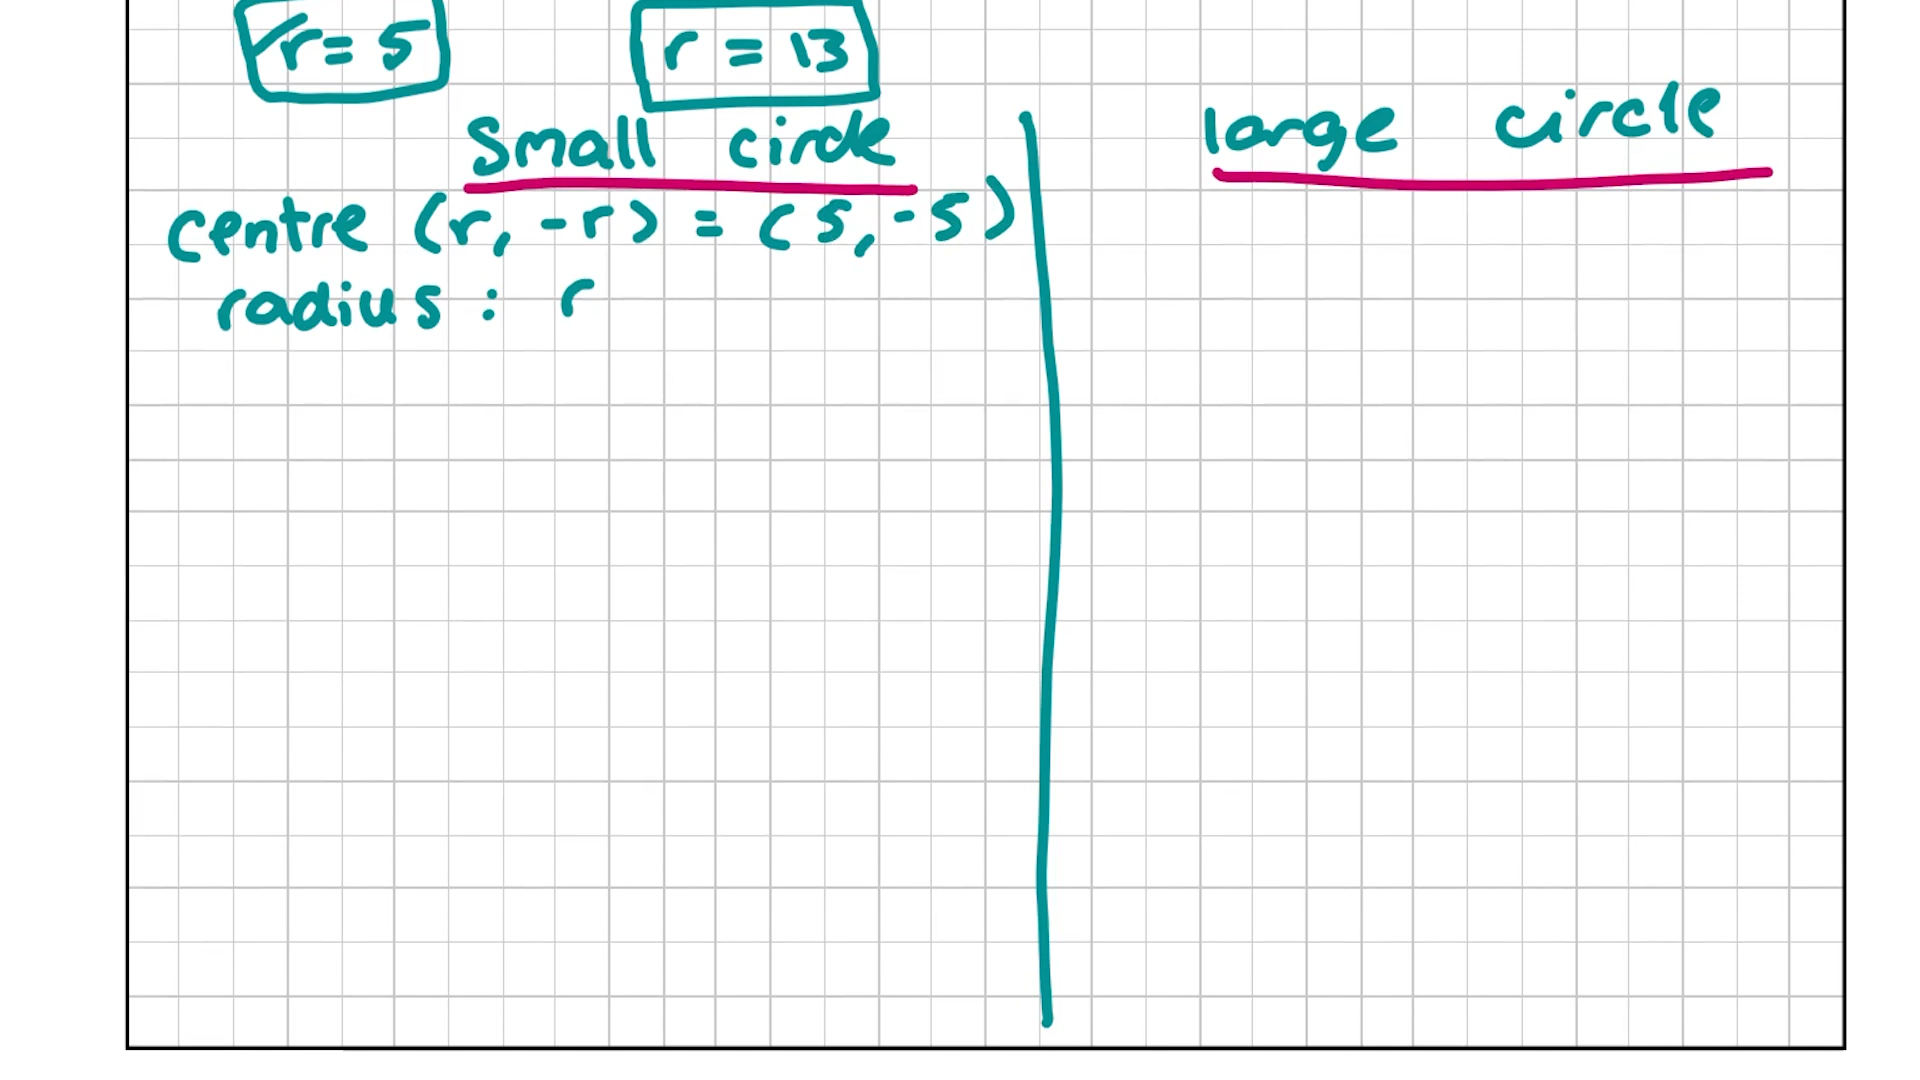 r = 5
r = 13
small circle
large circle
centre (r, -r) = (5, -5)
radius : r